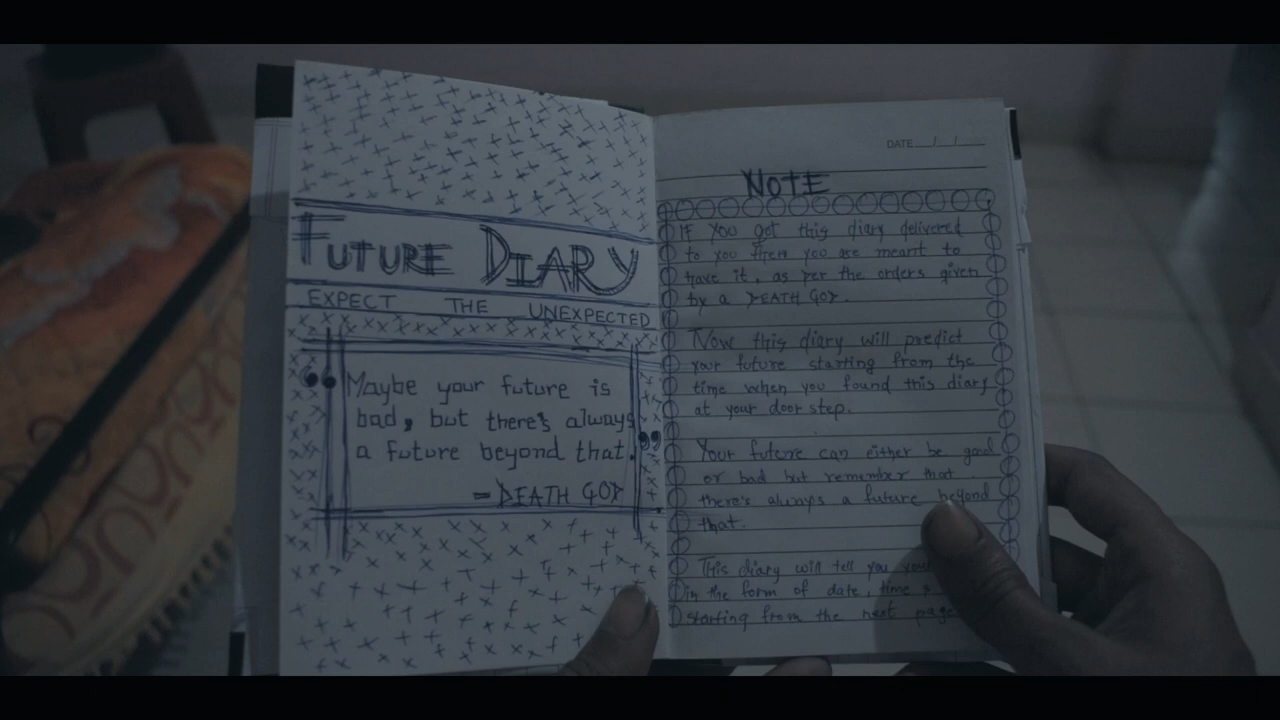 FUTURE DIARY
EXPECT THE UNEXPECTED
“Maybe your future is
bad, but there's always
a future beyond that.”
= DEATH GOD
DATE / /
NOTE
If you get this diary delivered
to you then you are meant to
have it, as per the orders given
by a DEATH GOD.
Now this diary will predict
your future starting from the
time when you found this diary
at your door step.
Your future can either be good
or bad but remember that
there's always a future beyond
that.
This diary will tell you
in the form of date, time
starting from the next page